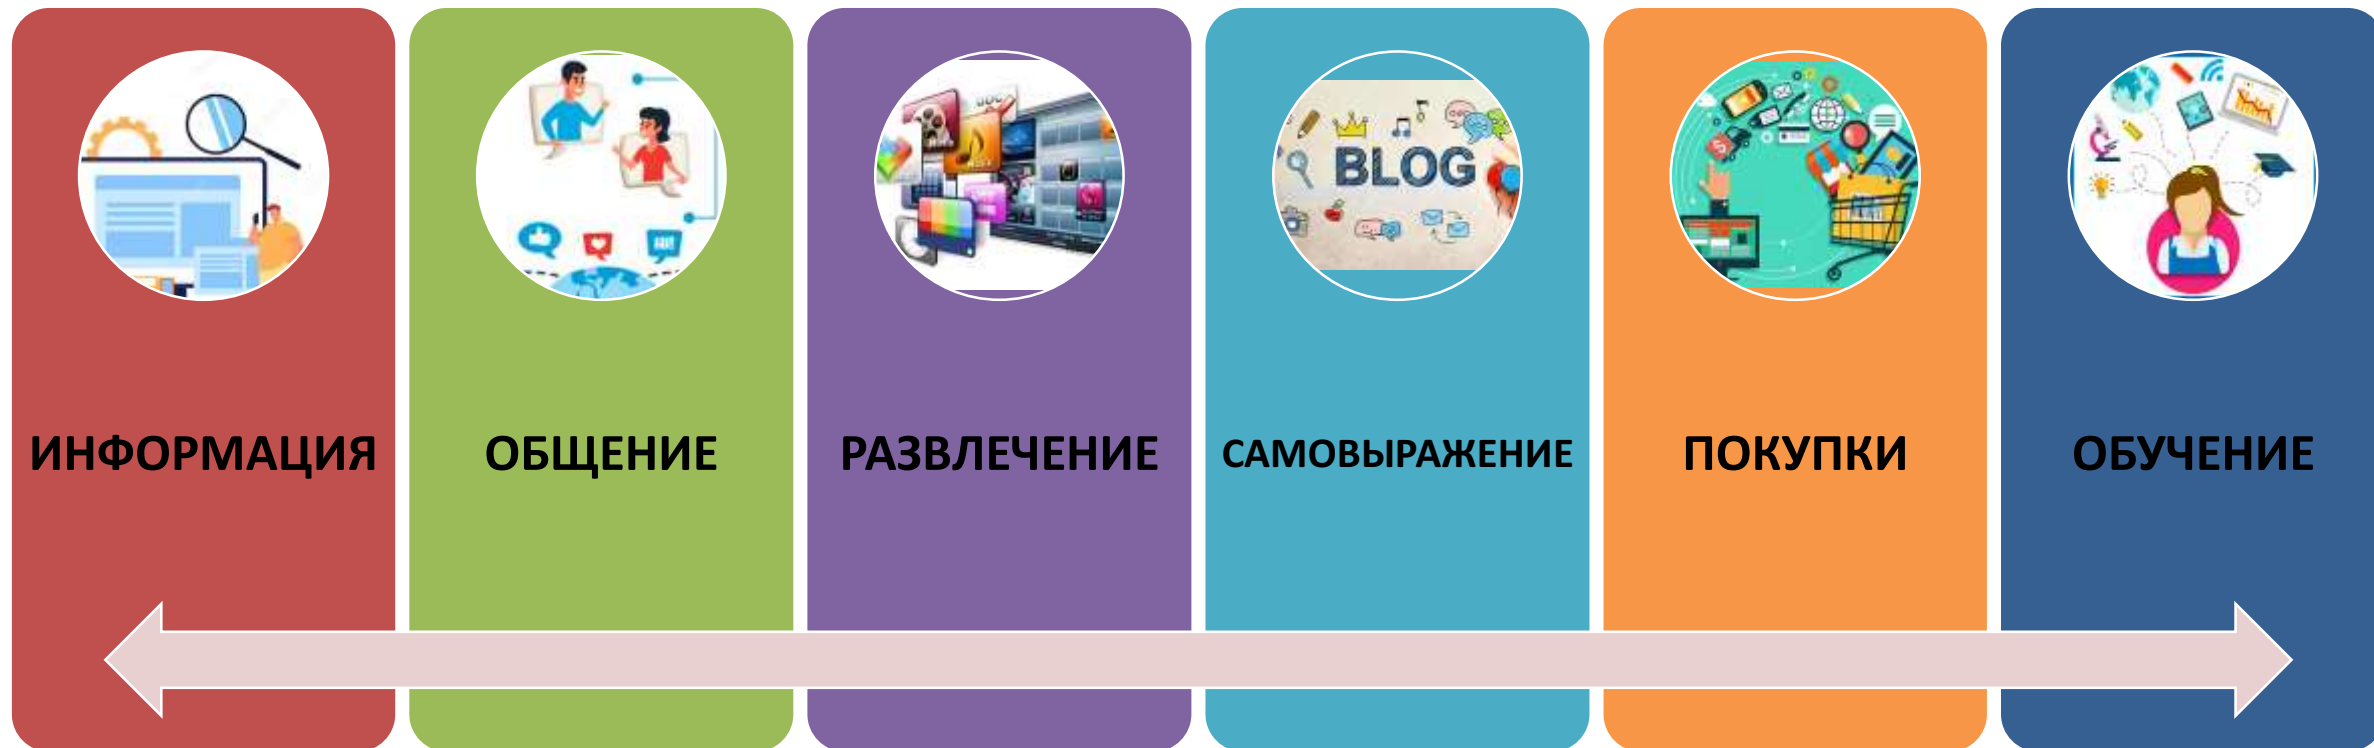 BLOG
ИНФОРМАЦИЯ
ОБЩЕНИЕ
РАЗВЛЕЧЕНИЕ
САМОВЫРАЖЕНИЕ
ПОКУПКИ
ОБУЧЕНИЕ